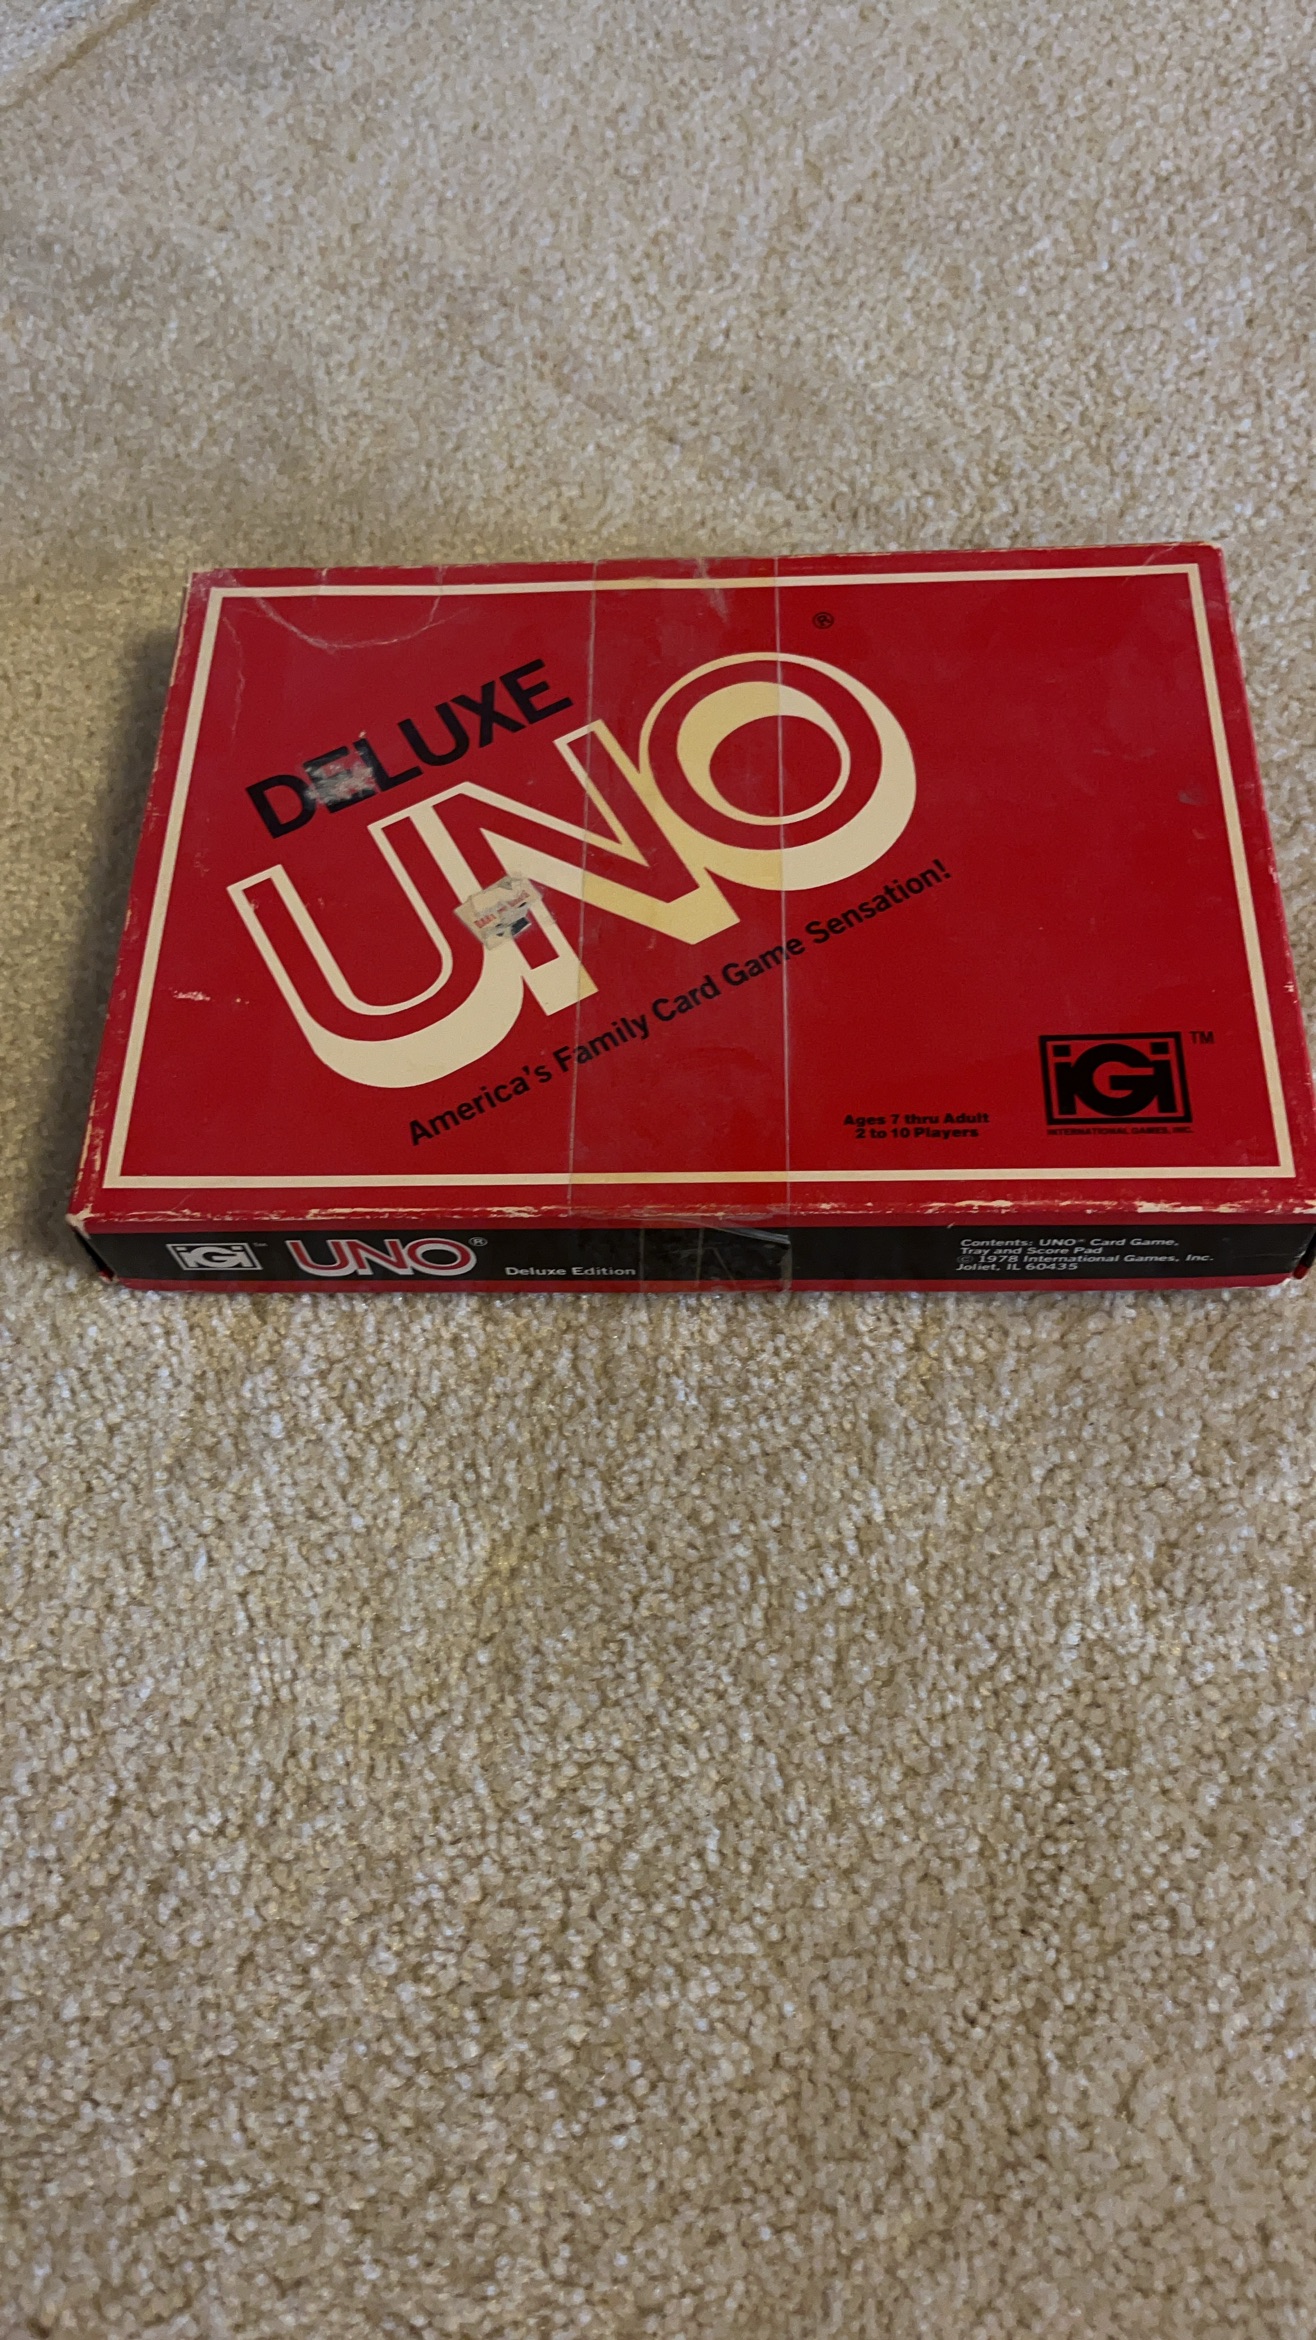 ®
DELUXE
UNO
America's Family Card Game Sensation!
Ages 7 thru Adult
2 to 10 Players
iGi ™
INTERNATIONAL GAMES, INC.
iGi ™ UNO ® Deluxe Edition
Contents: UNO® Card Game,
Tray and Score Pad
© 1978 International Games, Inc.
Joliet, IL 60435